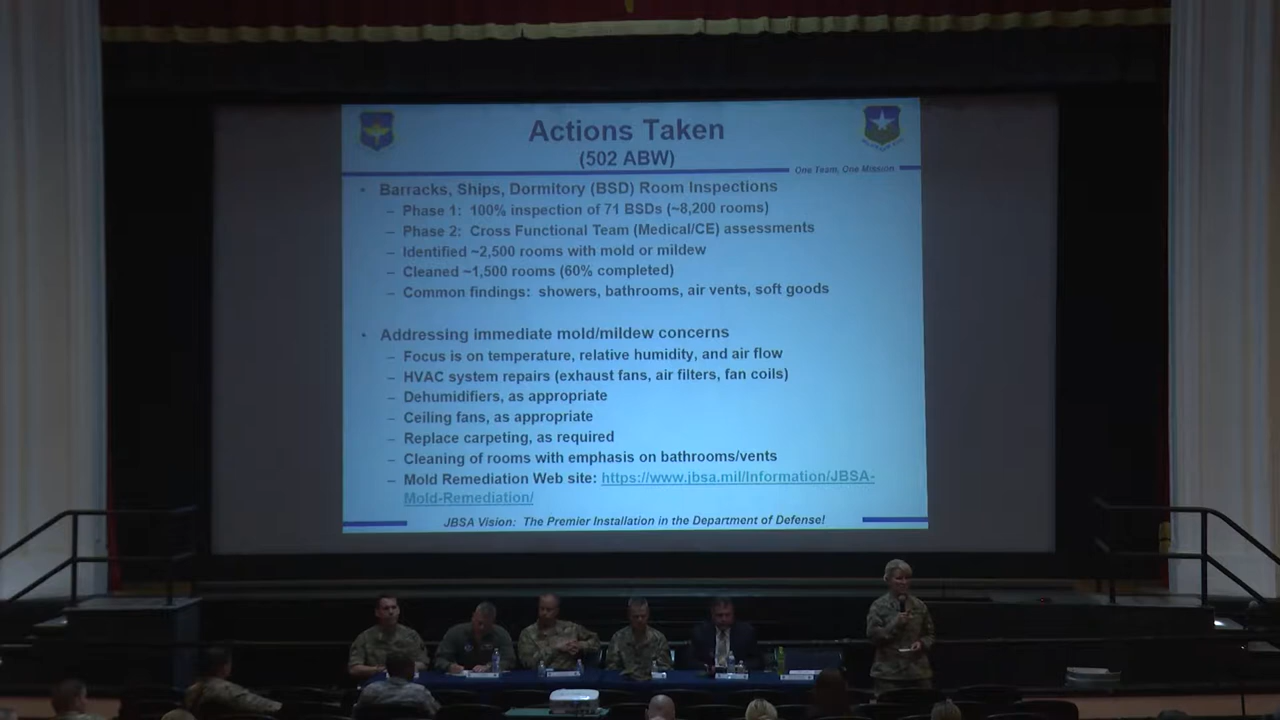 Actions Taken
(502 ABW)
One Team, One Mission
• Barracks, Ships, Dormitory (BSD) Room Inspections
– Phase 1: 100% inspection of 71 BSDs (~8,200 rooms)
– Phase 2: Cross Functional Team (Medical/CE) assessments
– Identified ~2,500 rooms with mold or mildew
– Cleaned ~1,500 rooms (60% completed)
– Common findings: showers, bathrooms, air vents, soft goods
• Addressing immediate mold/mildew concerns
– Focus is on temperature, relative humidity, and air flow
– HVAC system repairs (exhaust fans, air filters, fan coils)
– Dehumidifiers, as appropriate
– Ceiling fans, as appropriate
– Replace carpeting, as required
– Cleaning of rooms with emphasis on bathrooms/vents
– Mold Remediation Web site: https://www.jbsa.mil/Information/JBSA-
Mold-Remediation/
JBSA Vision: The Premier Installation in the Department of Defense!